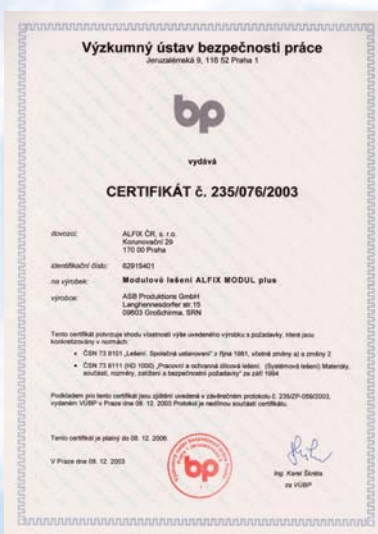 Výzkumný ústav bezpečnosti práce
Jeruzalémská 9, 116 52 Praha 1
bp
vydává
CERTIFIKÁT č. 235/076/2003
dovozce: ALFIX ČR, s. r.o.
Korunovační 29
170 00 Praha
identifikační číslo: 62915401
na výrobek: Modulové lešení ALFIX MODUL plus
výrobce: ASB Produktions GmbH
Langhennesdorfer str.15
09603 Großschirma, SRN
Tento certifikát potvrzuje shodu vlastností výše uvedeného výrobku s požadavky, které jsou
konkretizovány v normách:
• ČSN 73 8101 „Lešení. Společná ustanovení" z října 1981, včetně změny a) a změny 2
• ČSN 73 8111 (HD 1000) „Pracovní a ochranná dílcová lešení. (Systémová lešení) Materiály,
součásti, rozměry, zatížení a bezpečnostní požadavky" ze září 1994
Podkladem pro tento certifikát jsou zjištění uvedená v závěrečném protokolu č. 235/ZP-059/2003,
vydaném VÚBP v Praze dne 08. 12. 2003 Protokol je nedílnou součástí certifikátu.
Tento certifikát je platný do 08. 12. 2006.
V Praze dne 08. 12. 2003
bp
Ing. Karel Škréta
za VÚBP